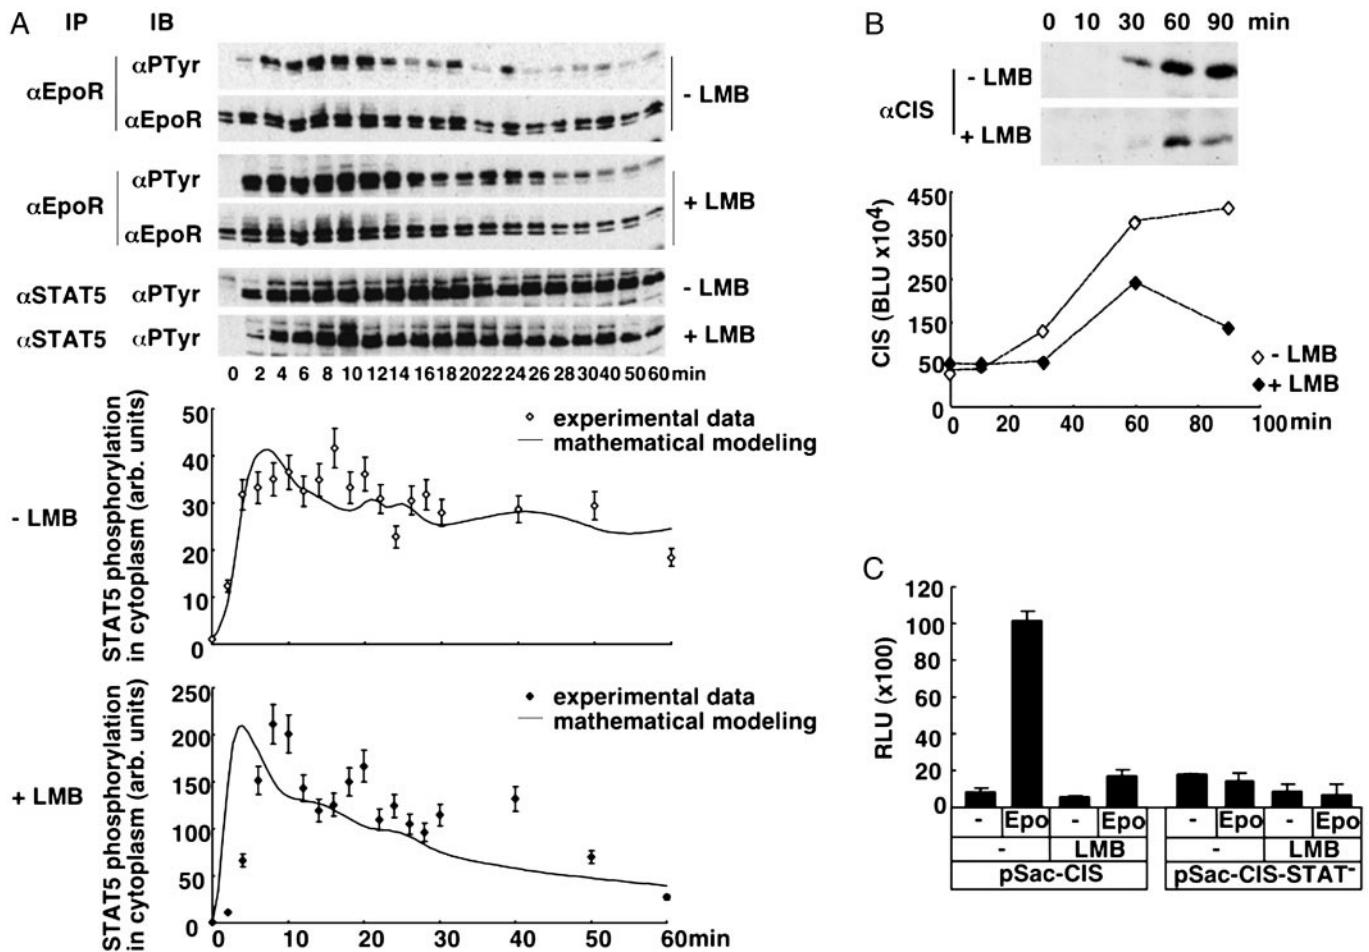 A IP IB
αEpoR
αPTyr
αEpoR
- LMB
αEpoR
αPTyr
αEpoR
+ LMB
αSTAT5 αPTyr - LMB
αSTAT5 αPTyr + LMB
0 2 4 6 8 10 12 14 16 18 20 22 24 26 28 30 40 50 60 min
- LMB
STAT5 phosphorylation
in cytoplasm (arb. units)
50
40
30
20
10
0
experimental data
mathematical modeling
+ LMB
STAT5 phosphorylation
in cytoplasm (arb. units)
250
200
150
100
50
0
experimental data
mathematical modeling
0 10 20 30 40 50 60min
B
0 10 30 60 90 min
αCIS
- LMB
+ LMB
CIS (BLU x10⁴)
450
350
250
150
50
0
- LMB
+ LMB
0 20 40 60 80 100min
C
RLU (x100)
120
100
80
60
40
20
0
- Epo - Epo - Epo - Epo
- LMB - LMB
pSac-CIS pSac-CIS-STAT⁻